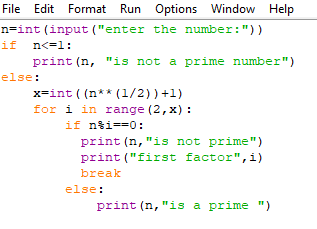 File Edit Format Run Options Window Help
n=int(input("enter the number:"))
if  n<=1:
    print(n, "is not a prime number")
else:
    x=int((n**(1/2))+1)
    for i in range(2,x):
        if n%i==0:
          print(n,"is not prime")
          print("first factor",i)
          break
        else:
            print(n,"is a prime ")